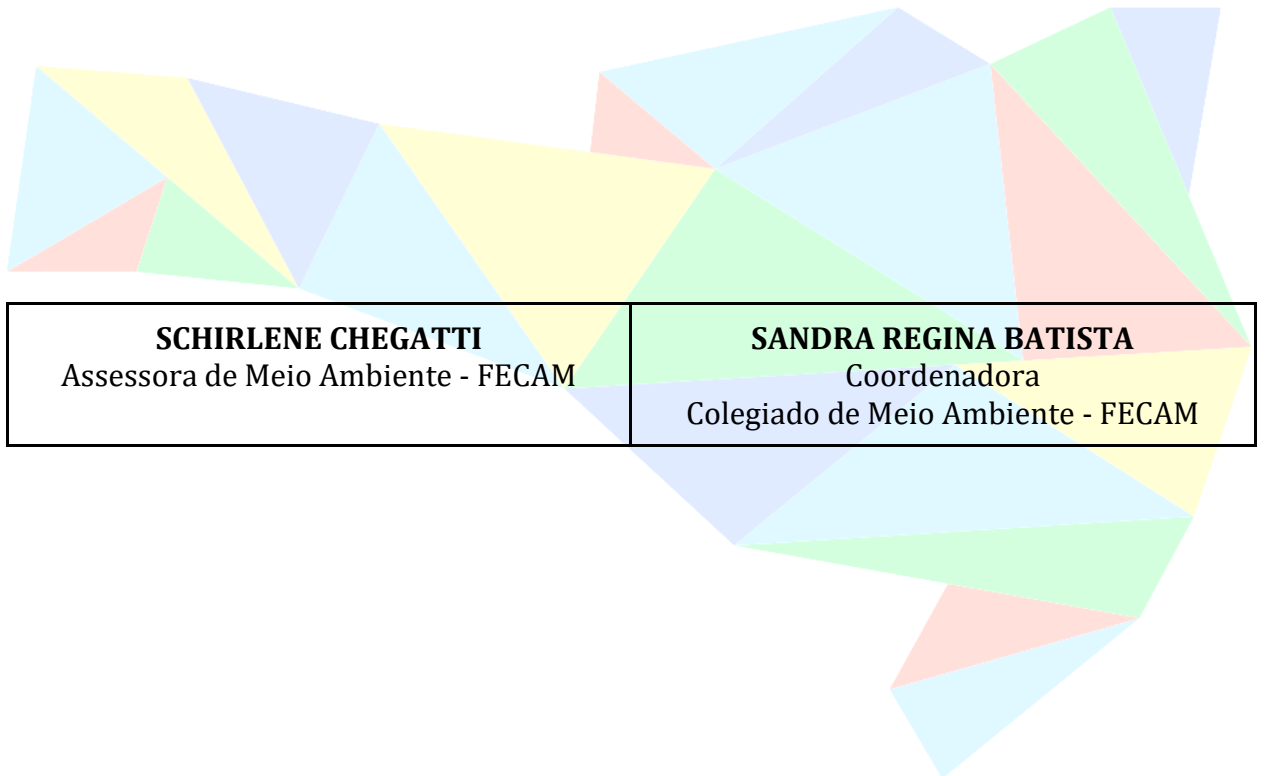 SCHIRLENE CHEGATTI
Assessora de Meio Ambiente - FECAM
SANDRA REGINA BATISTA
Coordenadora
Colegiado de Meio Ambiente - FECAM